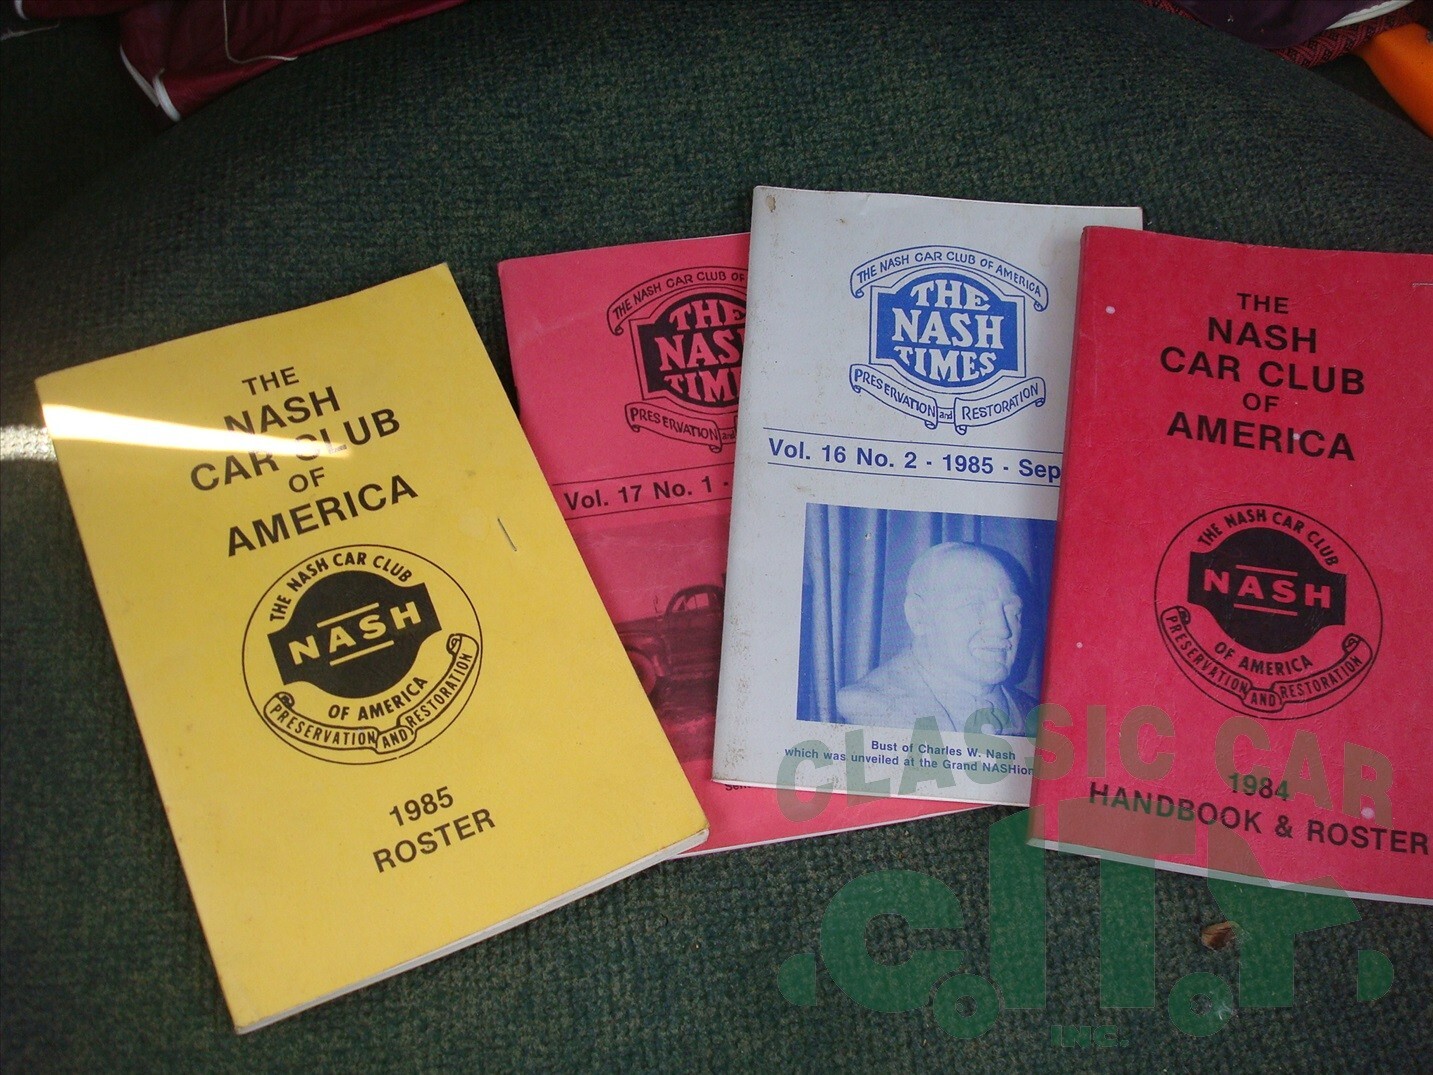 THE
NASH
CAR CLUB
OF
AMERICA
THE NASH CAR CLUB
NASH
OF AMERICA
PRESERVATION AND RESTORATION
1985
ROSTER
THE NASH CAR CLUB OF
THE
NASH
TIMES
PRESERVATION and
Vol. 17 No. 1 -
THE NASH CAR CLUB OF AMERICA
THE
NASH
TIMES
PRESERVATION and RESTORATION
Vol. 16 No. 2 - 1985 - Sep
Bust of Charles W. Nash
which was unveiled at the Grand NASHion
THE
NASH
CAR CLUB
OF
AMERICA
THE NASH CAR CLUB
NASH
OF AMERICA
PRESERVATION AND RESTORATION
1984
HANDBOOK & ROSTER
CLASSIC CAR
CITY
INC.